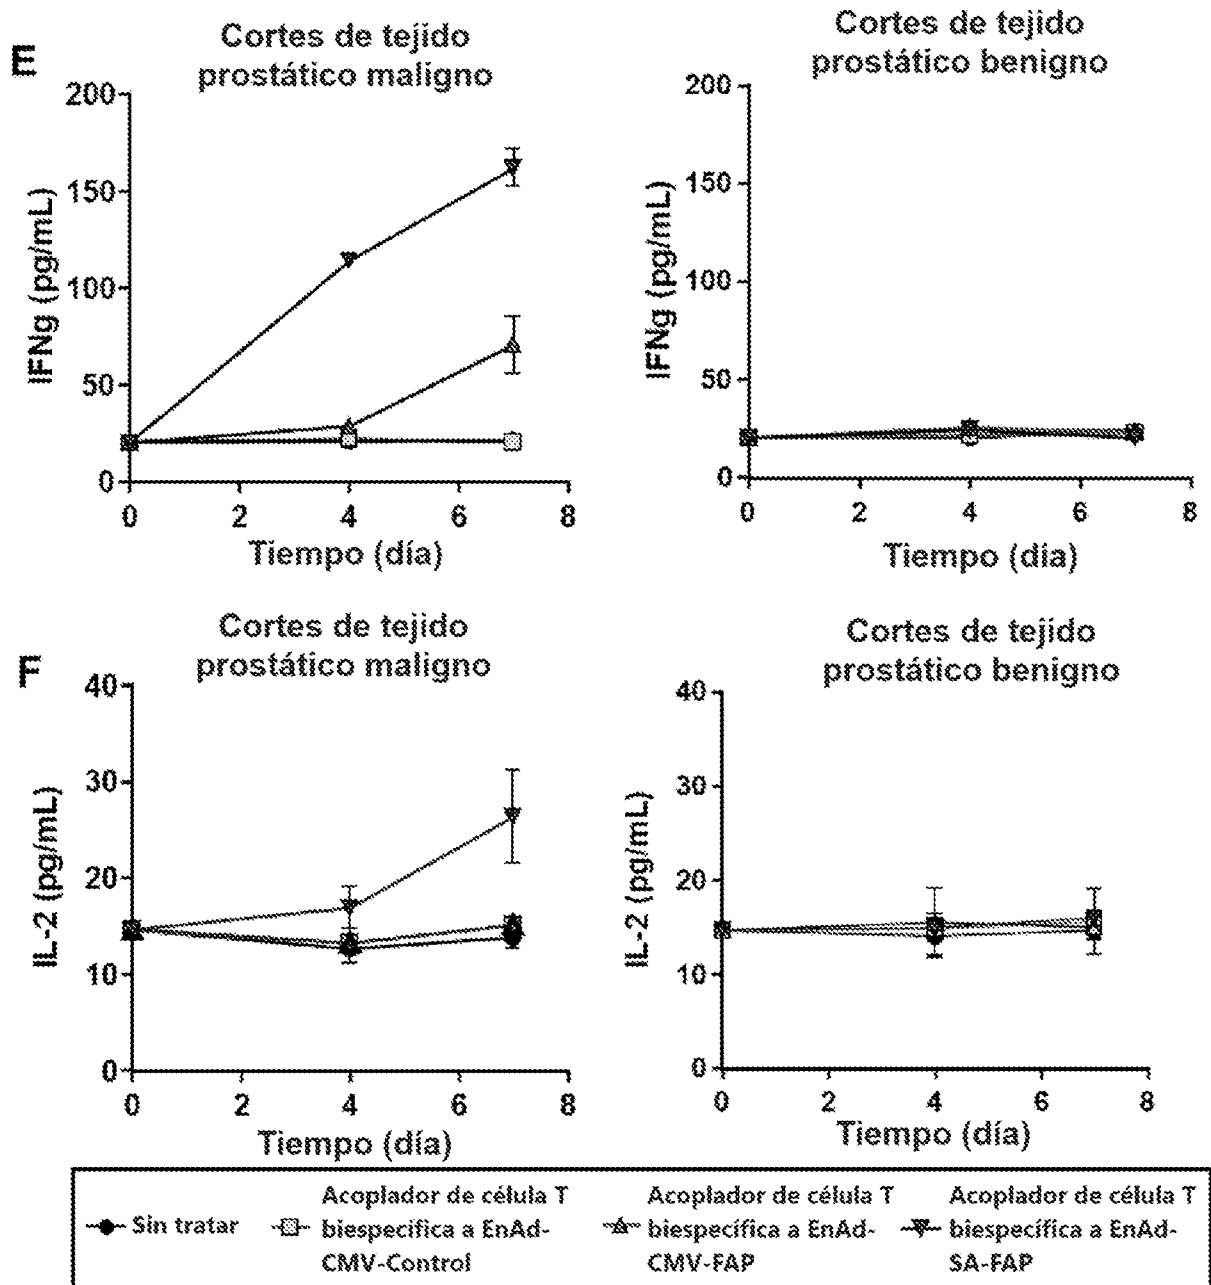 E
Cortes de tejido
prostático maligno
200
150
100
50
0
IFNg (pg/mL)
0 2 4 6 8
Tiempo (día)
Cortes de tejido
prostático benigno
200
150
100
50
0
IFNg (pg/mL)
0 2 4 6 8
Tiempo (día)
F
Cortes de tejido
prostático maligno
40
30
20
10
0
IL-2 (pg/mL)
0 2 4 6 8
Tiempo (día)
Cortes de tejido
prostático benigno
40
30
20
10
0
IL-2 (pg/mL)
0 2 4 6 8
Tiempo (día)
Sin tratar
Acoplador de célula T
biespecífica a EnAd-
CMV-Control
Acoplador de célula T
biespecífica a EnAd-
CMV-FAP
Acoplador de célula T
biespecífica a EnAd-
SA-FAP